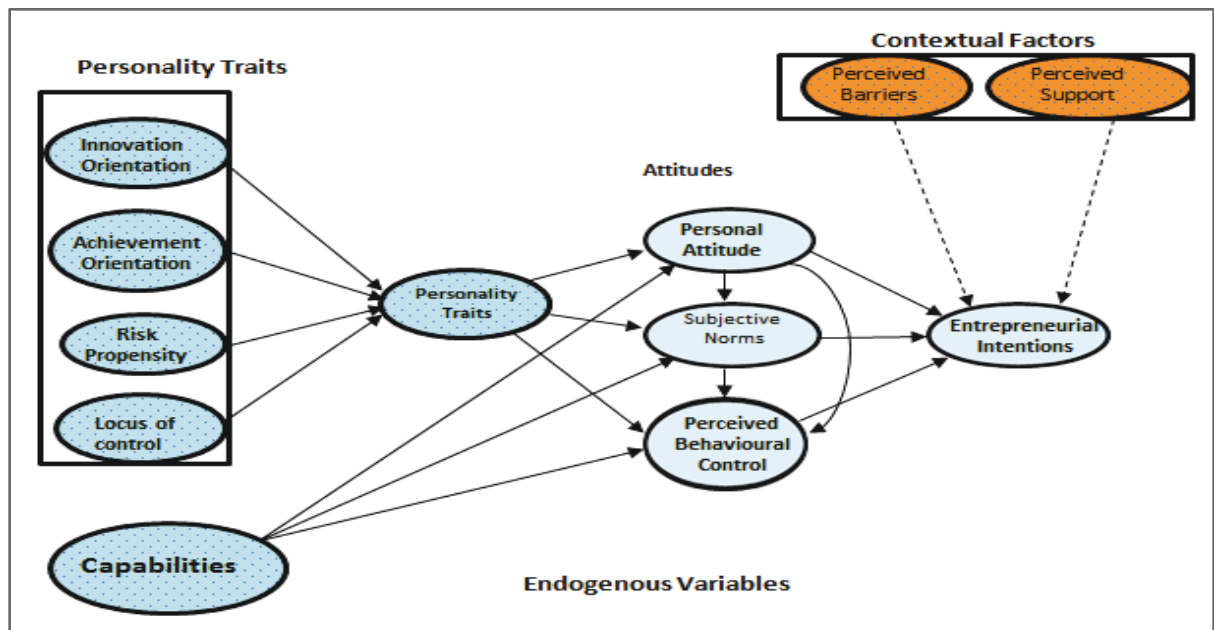 Contextual Factors
Personality Traits
Perceived
Barriers
Perceived
Support
Innovation
Orientation
Achievement
Orientation
Risk
Propensity
Locus of
control
Capabilities
Personality
Traits
Attitudes
Personal
Attitude
Subjective
Norms
Perceived
Behavioural
Control
Entrepreneurial
Intentions
Endogenous Variables